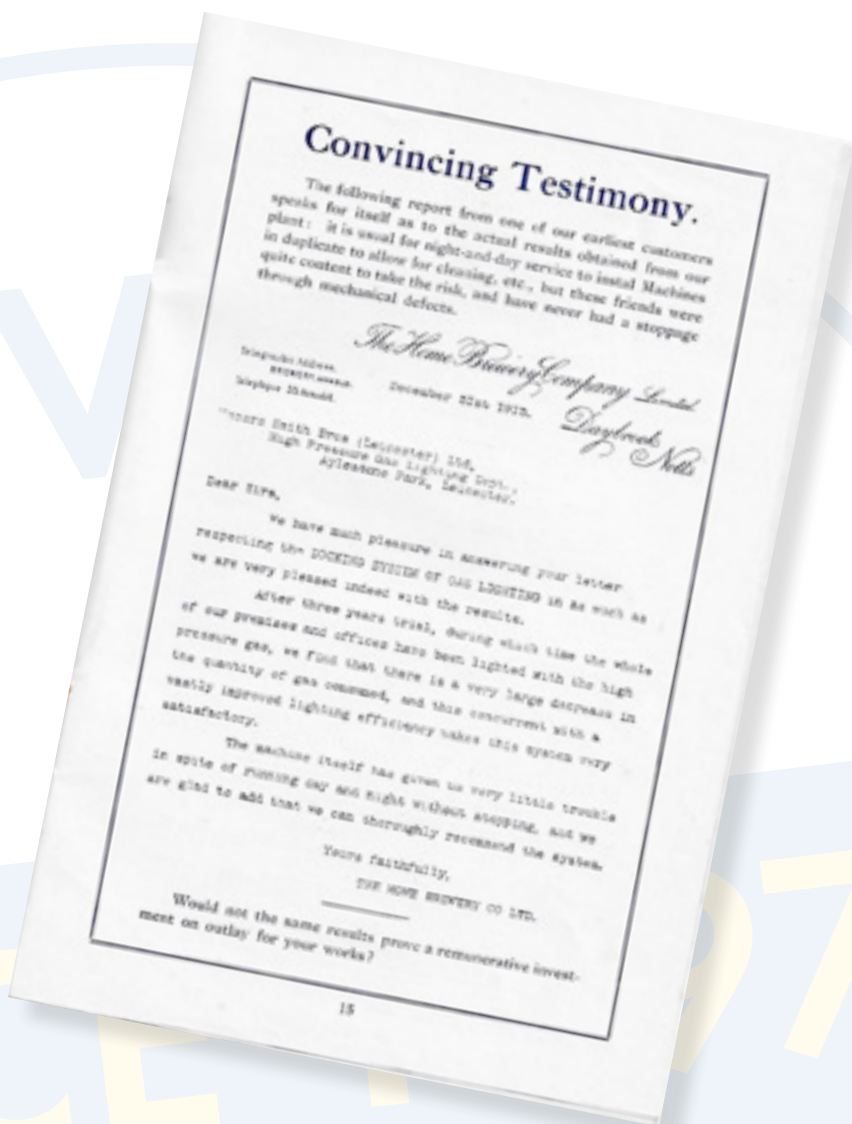 Convincing Testimony.
The following report from one of our earliest customers
speaks for itself as to the actual results obtained from our
plant: it is usual for night-and-day service to instal Machines
in duplicate to allow for cleaning, etc., but these friends were
quite content to take the risk, and have never had a stoppage
through mechanical defects.
The Home Brewery Company Limited
Telegraphic Address,
Daybrook
Notts
December
Smith Bros (Leicester) Ltd,
High Pressure Gas Lighting Dept.,
Aylestone Park, Leicester.
Dear Sirs,
We have much pleasure in answering your letter
respecting the SYSTEM OF GAS LIGHTING in as much as
we are very pleased indeed with the results.
After three years trial, during which time the whole
of our premises and offices have been lighted with the high
pressure gas, we find that there is a very large decrease in
the quantity of gas consumed, and this concurrent with a
vastly improved lighting efficiency makes this system very
satisfactory.
The machine itself has given us very little trouble
in spite of running day and night without stopping, and we
are glad to add that we can thoroughly recommend the system.
Yours faithfully,
THE HOME BREWERY CO LTD.
Would not the same results prove a remunerative invest-
ment on outlay for your works?
15